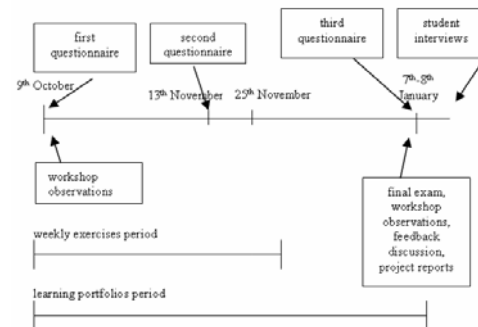 first
questionnaire
second
questionnaire
third
questionnaire
student
interviews
9th October
13th November
25th November
7th-8th
January
workshop
observations
final exam,
workshop
observations,
feedback
discussion,
project reports
weekly exercises period
learning portfolios period